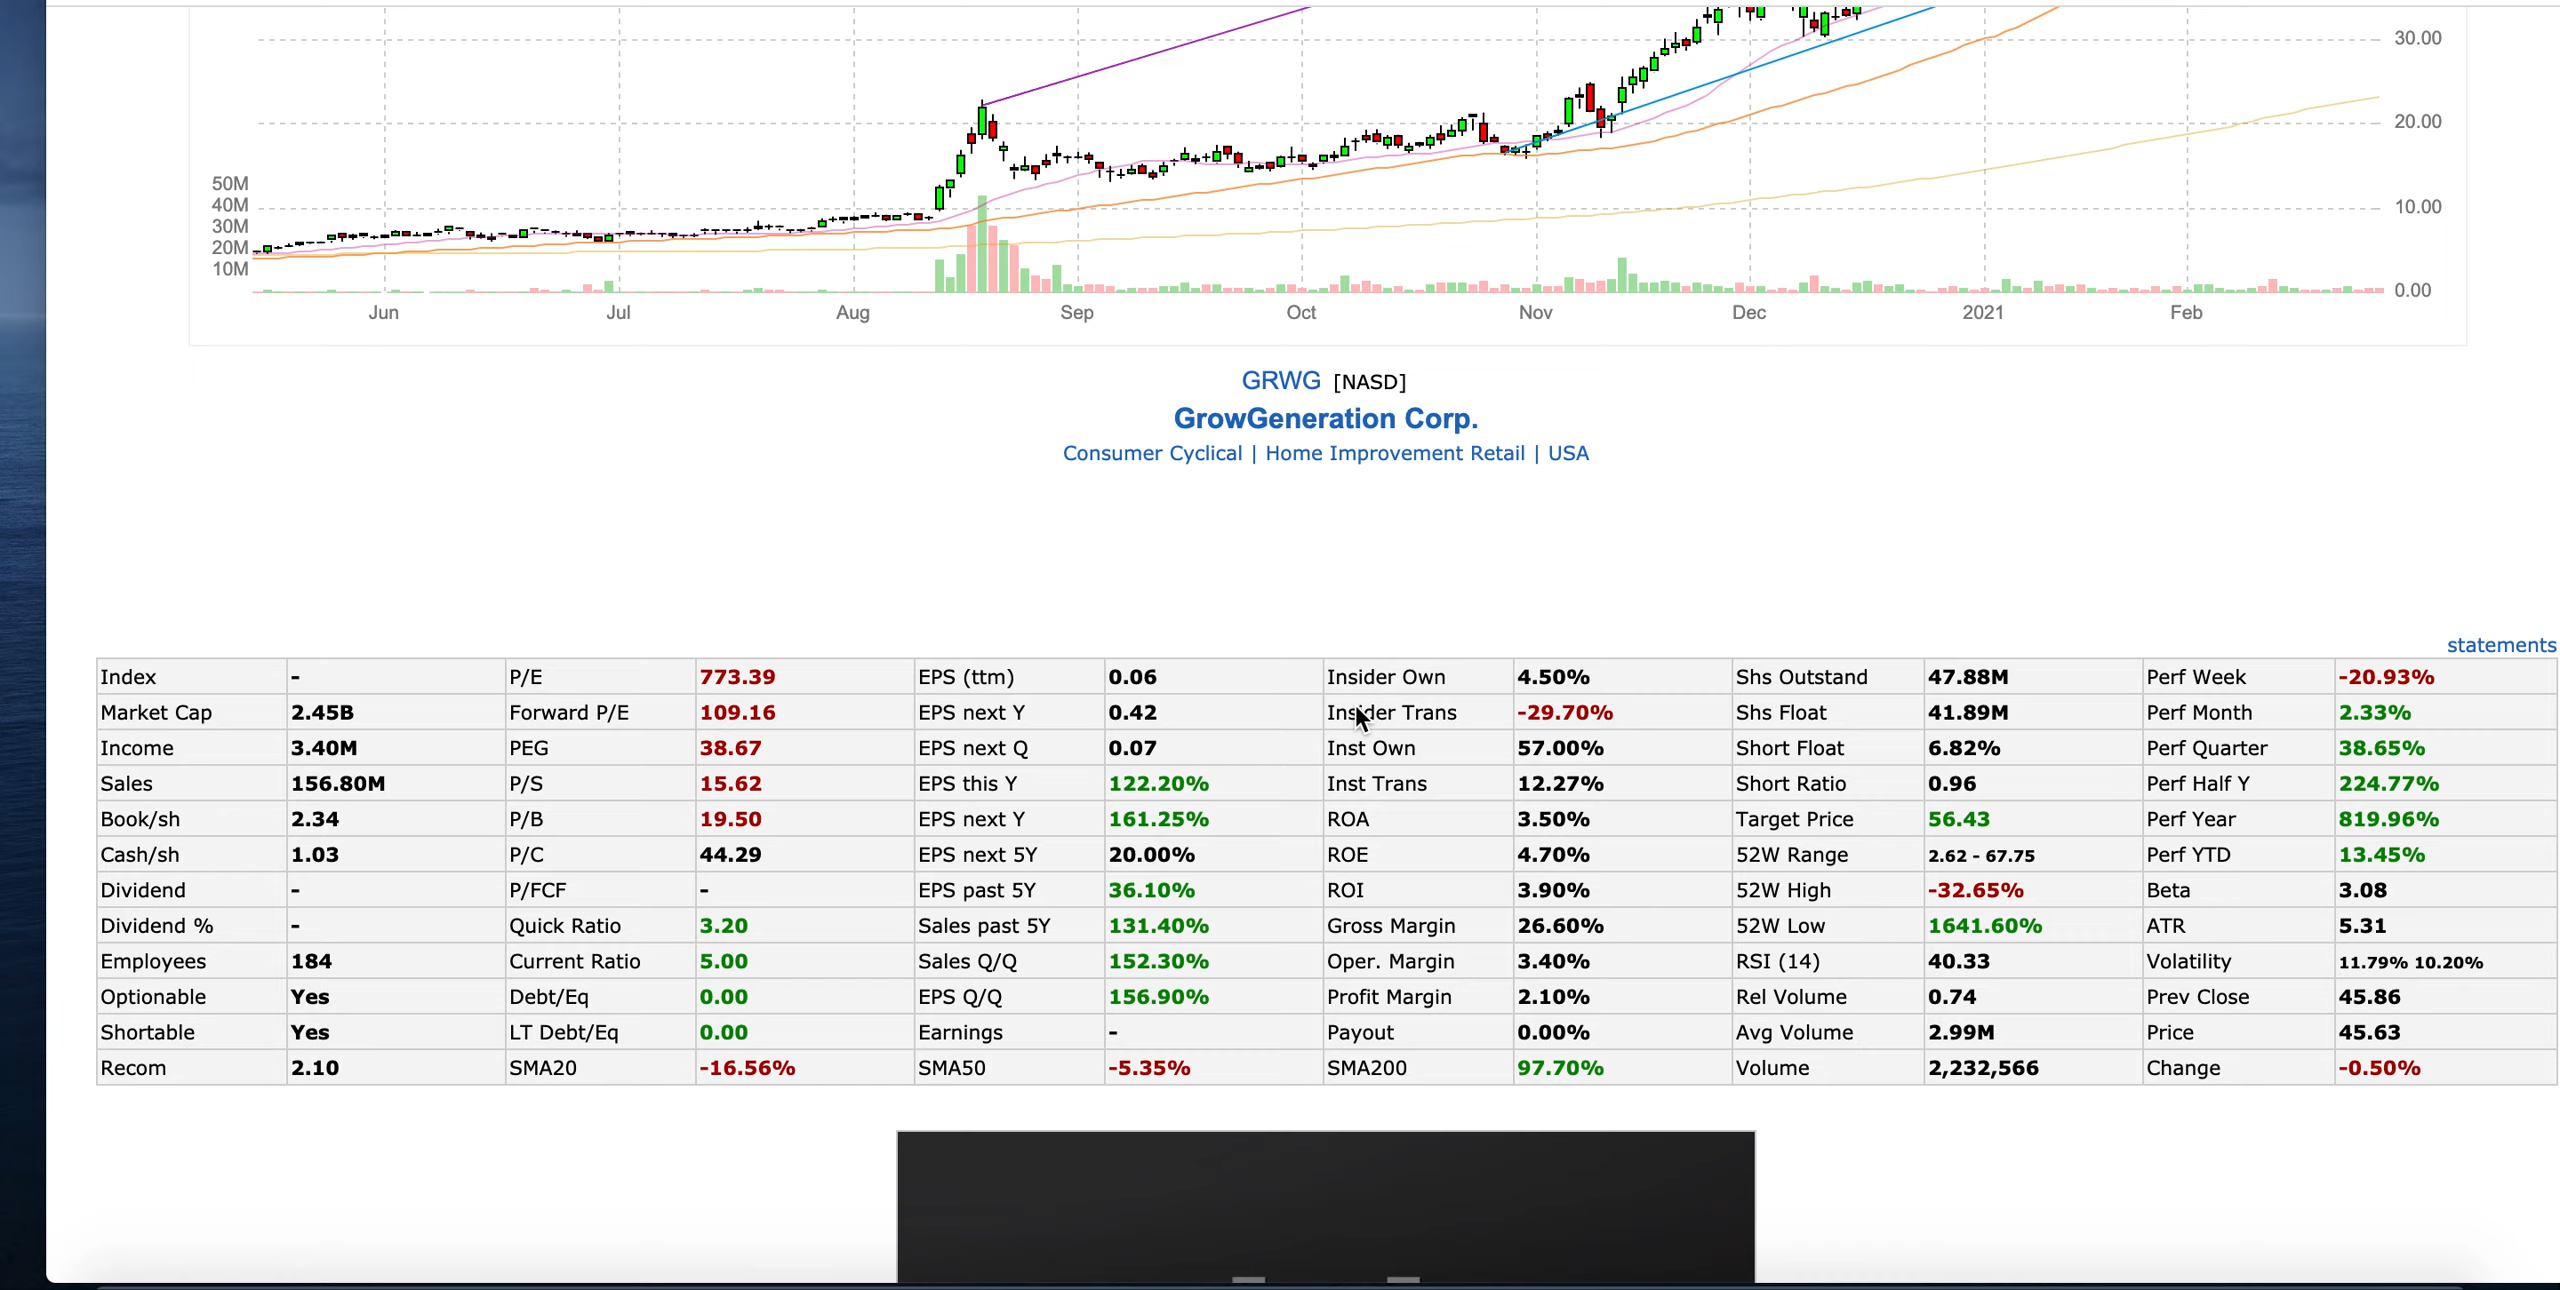 30.00
20.00
50M
40M
10.00
30M
20M
10M
0.00
Jun Jul Aug Sep Oct Nov Dec 2021 Feb
GRWG [NASD]
GrowGeneration Corp.
Consumer Cyclical | Home Improvement Retail | USA
statements
Index - P/E 773.39 EPS (ttm) 0.06 Insider Own 4.50% Shs Outstand 47.88M Perf Week -20.93%
Market Cap 2.45B Forward P/E 109.16 EPS next Y 0.42 Insider Trans -29.70% Shs Float 41.89M Perf Month 2.33%
Income 3.40M PEG 38.67 EPS next Q 0.07 Inst Own 57.00% Short Float 6.82% Perf Quarter 38.65%
Sales 156.80M P/S 15.62 EPS this Y 122.20% Inst Trans 12.27% Short Ratio 0.96 Perf Half Y 224.77%
Book/sh 2.34 P/B 19.50 EPS next Y 161.25% ROA 3.50% Target Price 56.43 Perf Year 819.96%
Cash/sh 1.03 P/C 44.29 EPS next 5Y 20.00% ROE 4.70% 52W Range 2.62 - 67.75 Perf YTD 13.45%
Dividend - P/FCF - EPS past 5Y 36.10% ROI 3.90% 52W High -32.65% Beta 3.08
Dividend % - Quick Ratio 3.20 Sales past 5Y 131.40% Gross Margin 26.60% 52W Low 1641.60% ATR 5.31
Employees 184 Current Ratio 5.00 Sales Q/Q 152.30% Oper. Margin 3.40% RSI (14) 40.33 Volatility 11.79% 10.20%
Optionable Yes Debt/Eq 0.00 EPS Q/Q 156.90% Profit Margin 2.10% Rel Volume 0.74 Prev Close 45.86
Shortable Yes LT Debt/Eq 0.00 Earnings - Payout 0.00% Avg Volume 2.99M Price 45.63
Recom 2.10 SMA20 -16.56% SMA50 -5.35% SMA200 97.70% Volume 2,232,566 Change -0.50%